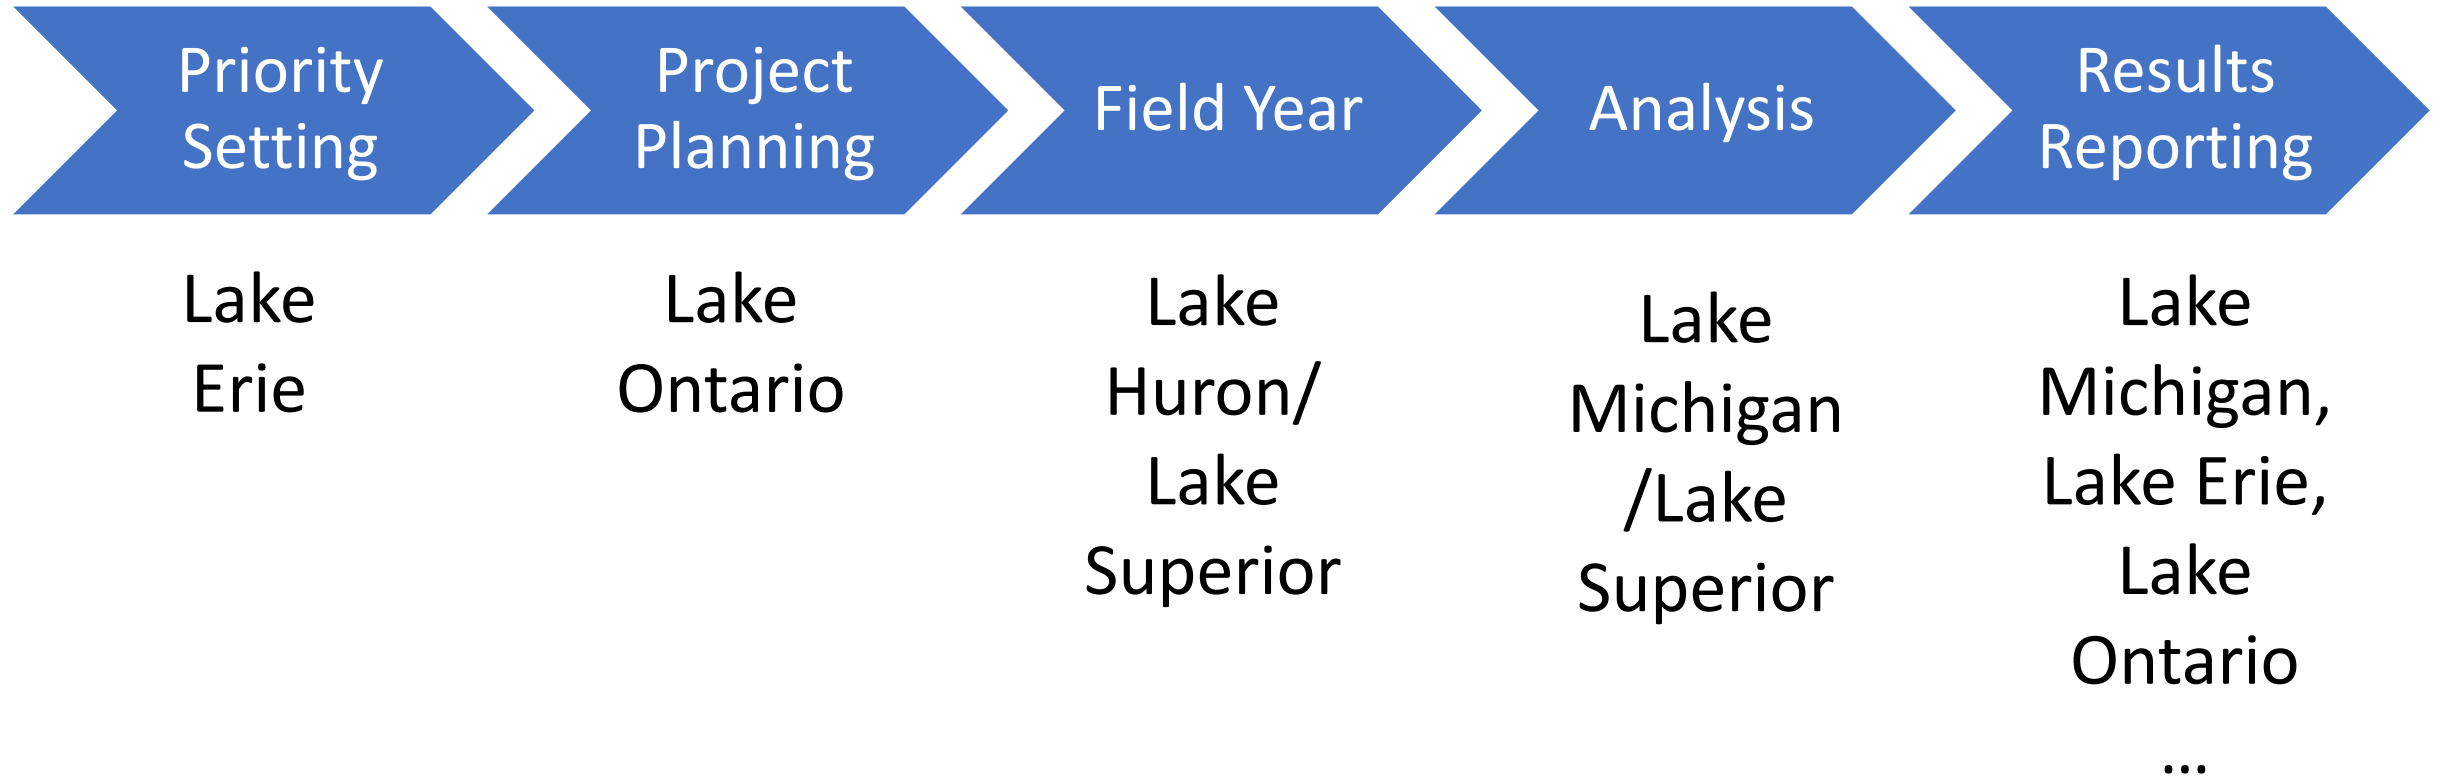 Priority
Setting
Project
Planning
Field Year
Analysis
Results
Reporting
Lake
Erie
Lake
Ontario
Lake
Huron/
Lake
Superior
Lake
Michigan
/Lake
Superior
Lake
Michigan,
Lake Erie,
Lake
Ontario
...